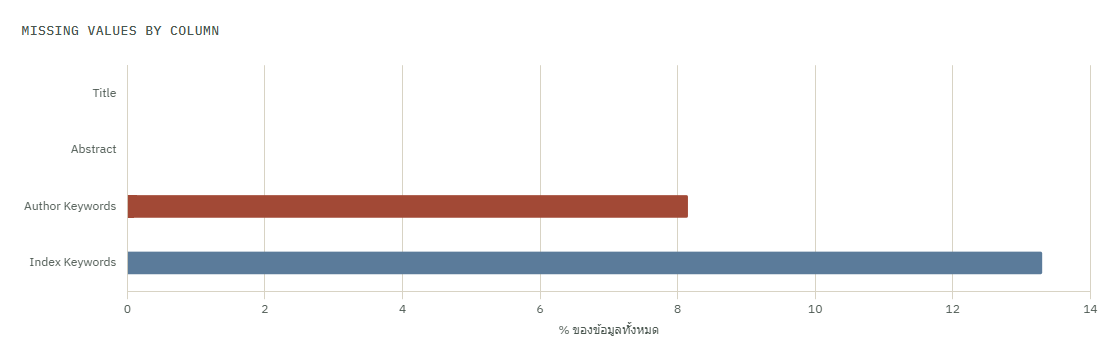 MISSING VALUES BY COLUMN
Title
Abstract
Author Keywords
Index Keywords
0 2 4 6 8 10 12 14
% ของข้อมูลทั้งหมด